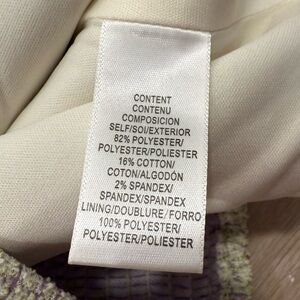 CONTENT
CONTENU
COMPOSICION
SELF/SOI/EXTERIOR
82% POLYESTER/
POLYESTER/POLIESTER
16% COTTON/
COTON/ALGODÓN
2% SPANDEX/
SPANDEX/SPANDEX
LINING/DOUBLURE/FORRO
100% POLYESTER/
POLYESTER/POLIESTER